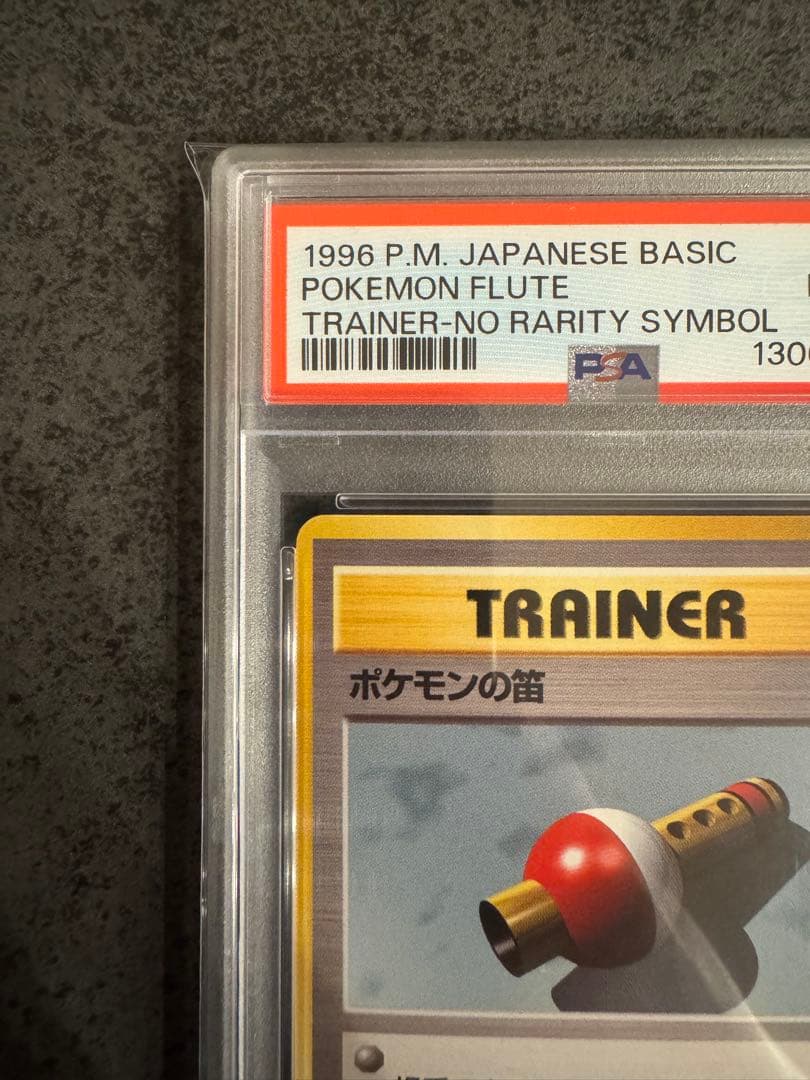 1996 P.M. JAPANESE BASIC
POKEMON FLUTE
TRAINER-NO RARITY SYMBOL
PSA
TRAINER
ポケモンの笛